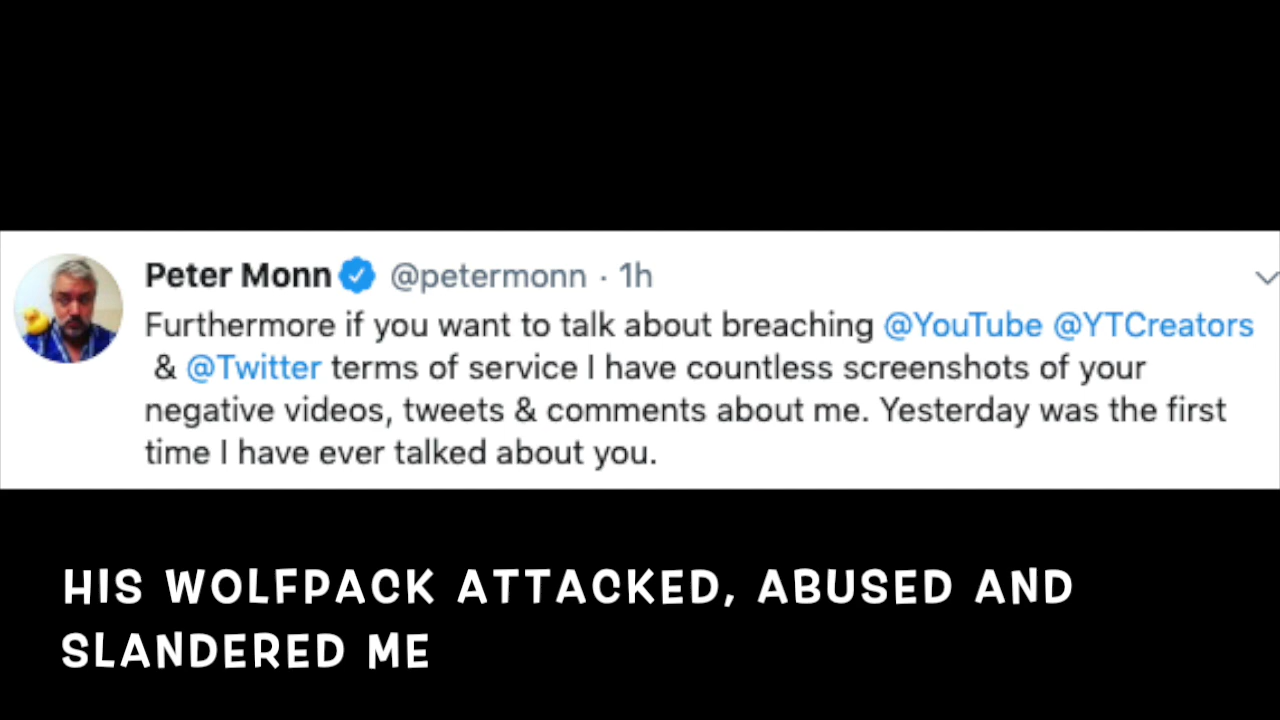 Peter Monn @petermonn · 1h
Furthermore if you want to talk about breaching @YouTube @YTCreators
& @Twitter terms of service I have countless screenshots of your
negative videos, tweets & comments about me. Yesterday was the first
time I have ever talked about you.
HIS WOLFPACK ATTACKED, ABUSED AND
SLANDERED ME